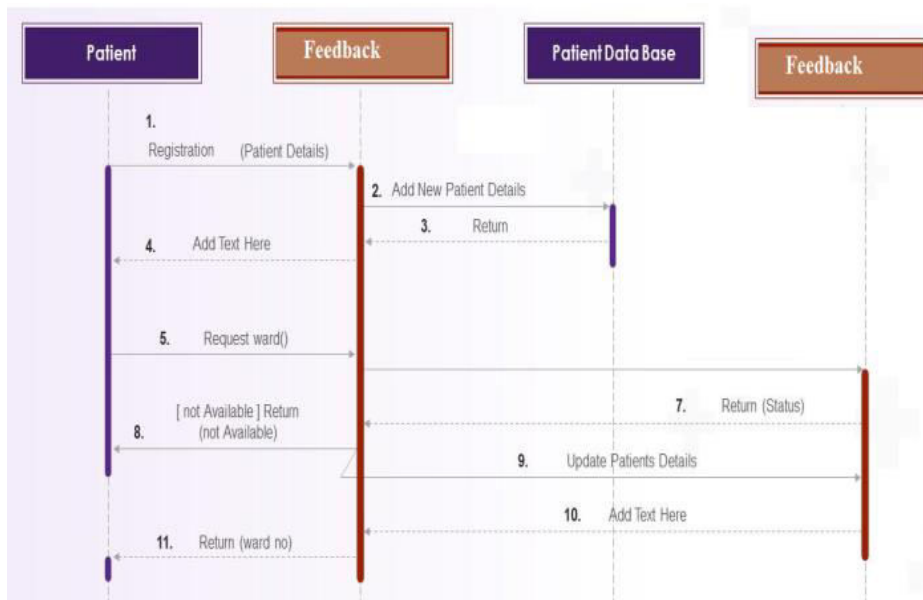 Patient
Feedback
Patient Data Base
Feedback
1.
Registration (Patient Details)
2. Add New Patient Details
3. Return
4. Add Text Here
5. Request ward()
7. Return (Status)
[ not Available ] Return
8. (not Available)
9. Update Patients Details
10. Add Text Here
11. Return (ward no)